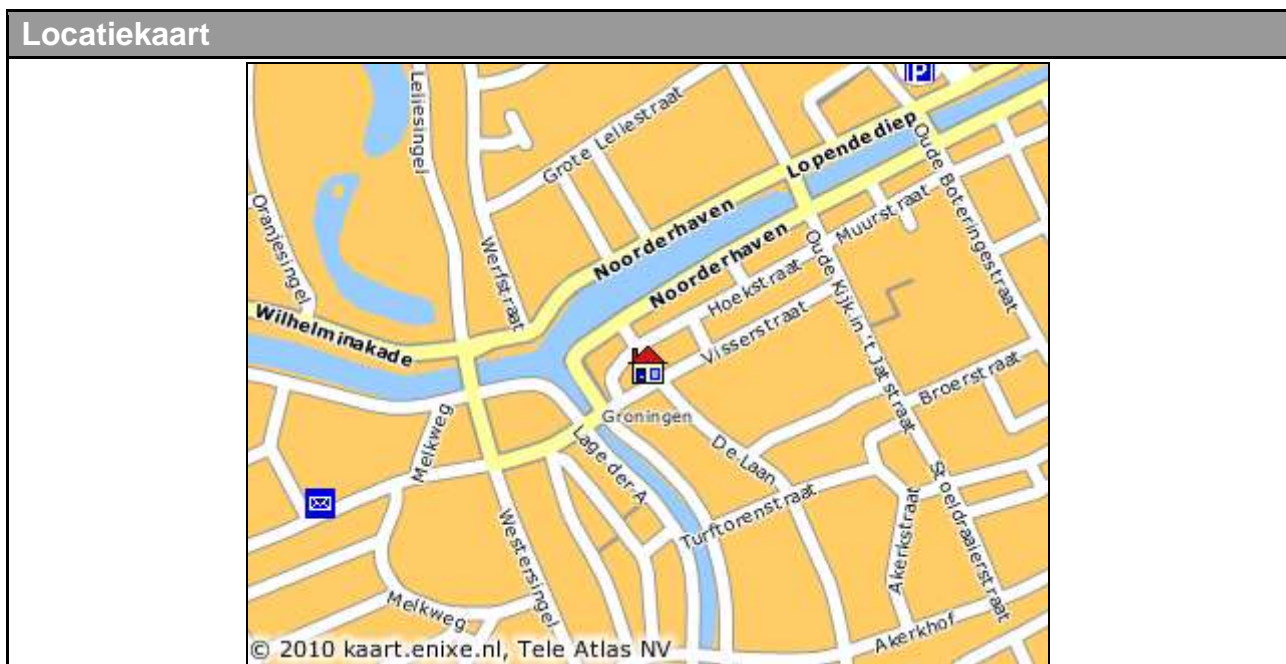 Locatiekaart
P
Leliesingel
Grote Leliestraat
Lopendediep
Oude Boteringestraat
Oranjesingel
Werfstraat
Noorderhaven
Noorderhaven
Muurstraat
Hoekstraat
Oude Kijk in 't Jatstraat
Wilhelminakade
Visserstraat
Broerstraat
Groningen
Melkweg
Lage der A
De Laan
Turftorenstraat
Stoeldraaierstraat
Akerkstraat
Westersingel
Melkweg
Akerkhof
© 2010 kaart.enixe.nl, Tele Atlas NV